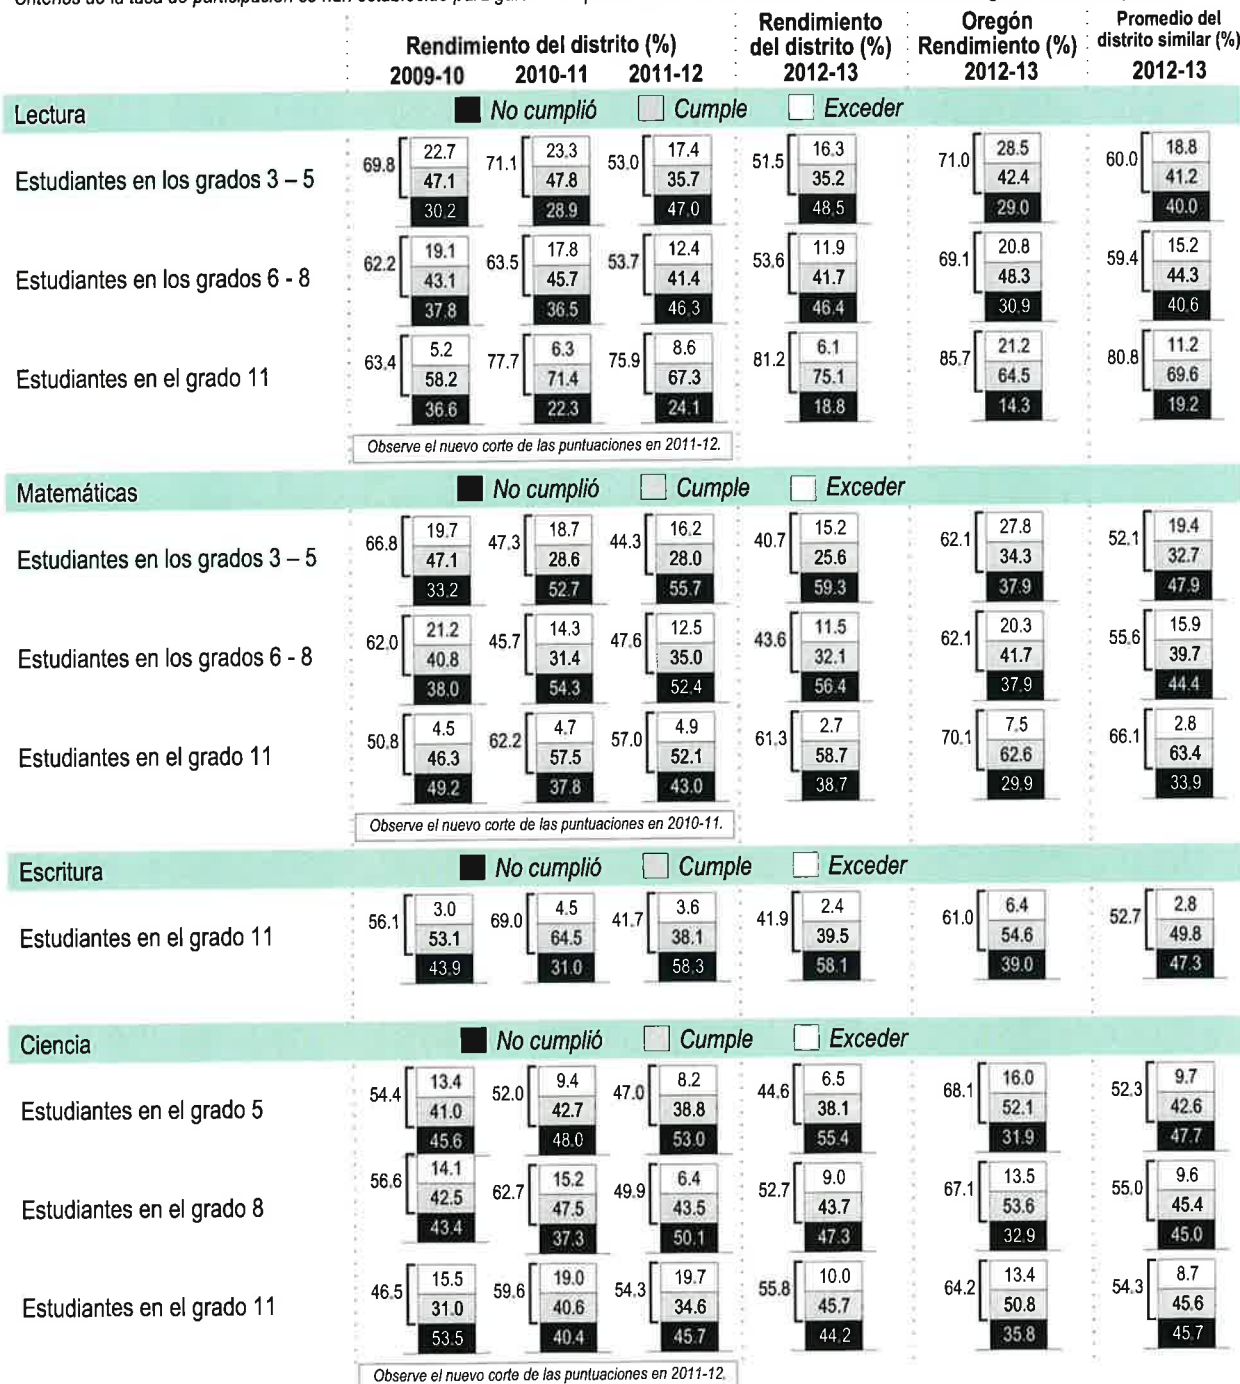 Rendimiento del distrito (%) Rendimiento del distrito (%) Oregón Rendimiento (%) Promedio del distrito similar (%)
2009-10 2010-11 2011-12 2012-13 2012-13 2012-13
Lectura No cumplió Cumple Exceder
Estudiantes en los grados 3 – 5
69.8 22.7 47.1 30.2
71.1 23.3 47.8 28.9
53.0 17.4 35.7 47.0
51.5 16.3 35.2 48.5
71.0 28.5 42.4 29.0
60.0 18.8 41.2 40.0
Estudiantes en los grados 6 - 8
62.2 19.1 43.1 37.8
63.5 17.8 45.7 36.5
53.7 12.4 41.4 46.3
53.6 11.9 41.7 46.4
69.1 20.8 48.3 30.9
59.4 15.2 44.3 40.6
Estudiantes en el grado 11
63.4 5.2 58.2 36.6
77.7 6.3 71.4 22.3
75.9 8.6 67.3 24.1
81.2 6.1 75.1 18.8
85.7 21.2 64.5 14.3
80.8 11.2 69.6 19.2
Observe el nuevo corte de las puntuaciones en 2011-12.
Matemáticas No cumplió Cumple Exceder
Estudiantes en los grados 3 – 5
66.8 19.7 47.1 33.2
47.3 18.7 28.6 52.7
44.3 16.2 28.0 55.7
40.7 15.2 25.6 59.3
62.1 27.8 34.3 37.9
52.1 19.4 32.7 47.9
Estudiantes en los grados 6 - 8
62.0 21.2 40.8 38.0
45.7 14.3 31.4 54.3
47.6 12.5 35.0 52.4
43.6 11.5 32.1 56.4
62.1 20.3 41.7 37.9
55.6 15.9 39.7 44.4
Estudiantes en el grado 11
50.8 4.5 46.3 49.2
62.2 4.7 57.5 37.8
57.0 4.9 52.1 43.0
61.3 2.7 58.7 38.7
70.1 7.5 62.6 29.9
66.1 2.8 63.4 33.9
Observe el nuevo corte de las puntuaciones en 2010-11.
Escritura No cumplió Cumple Exceder
Estudiantes en el grado 11
56.1 3.0 53.1 43.9
69.0 4.5 64.5 31.0
41.7 3.6 38.1 58.3
41.9 2.4 39.5 58.1
61.0 6.4 54.6 39.0
52.7 2.8 49.8 47.3
Ciencia No cumplió Cumple Exceder
Estudiantes en el grado 5
54.4 13.4 41.0 45.6
52.0 9.4 42.7 48.0
47.0 8.2 38.8 53.0
44.6 6.5 38.1 55.4
68.1 16.0 52.1 31.9
52.3 9.7 42.6 47.7
Estudiantes en el grado 8
56.6 14.1 42.5 43.4
62.7 15.2 47.5 37.3
49.9 6.4 43.5 50.1
52.7 9.0 43.7 47.3
67.1 13.5 53.6 32.9
55.0 9.6 45.4 45.0
Estudiantes en el grado 11
46.5 15.5 31.0 53.5
59.6 19.0 40.6 40.4
54.3 19.7 34.6 45.7
55.8 10.0 45.7 44.2
64.2 13.4 50.8 35.8
54.3 8.7 45.6 45.7
Observe el nuevo corte de las puntuaciones en 2011-12.